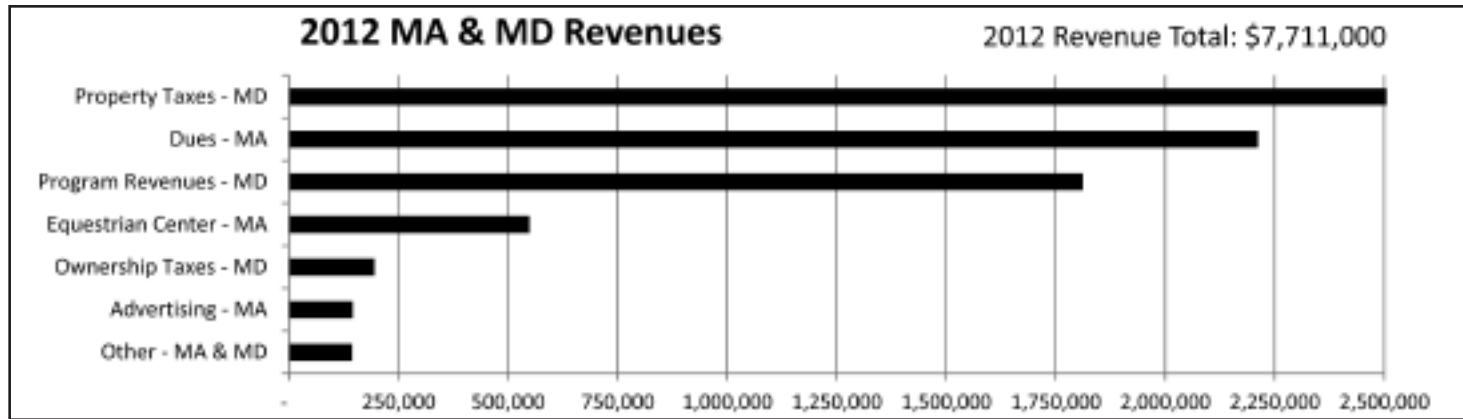 2012 MA & MD Revenues
2012 Revenue Total: $7,711,000
Property Taxes - MD
Dues - MA
Program Revenues - MD
Equestrian Center - MA
Ownership Taxes - MD
Advertising - MA
Other - MA & MD
- 250,000 500,000 750,000 1,000,000 1,250,000 1,500,000 1,750,000 2,000,000 2,250,000 2,500,000